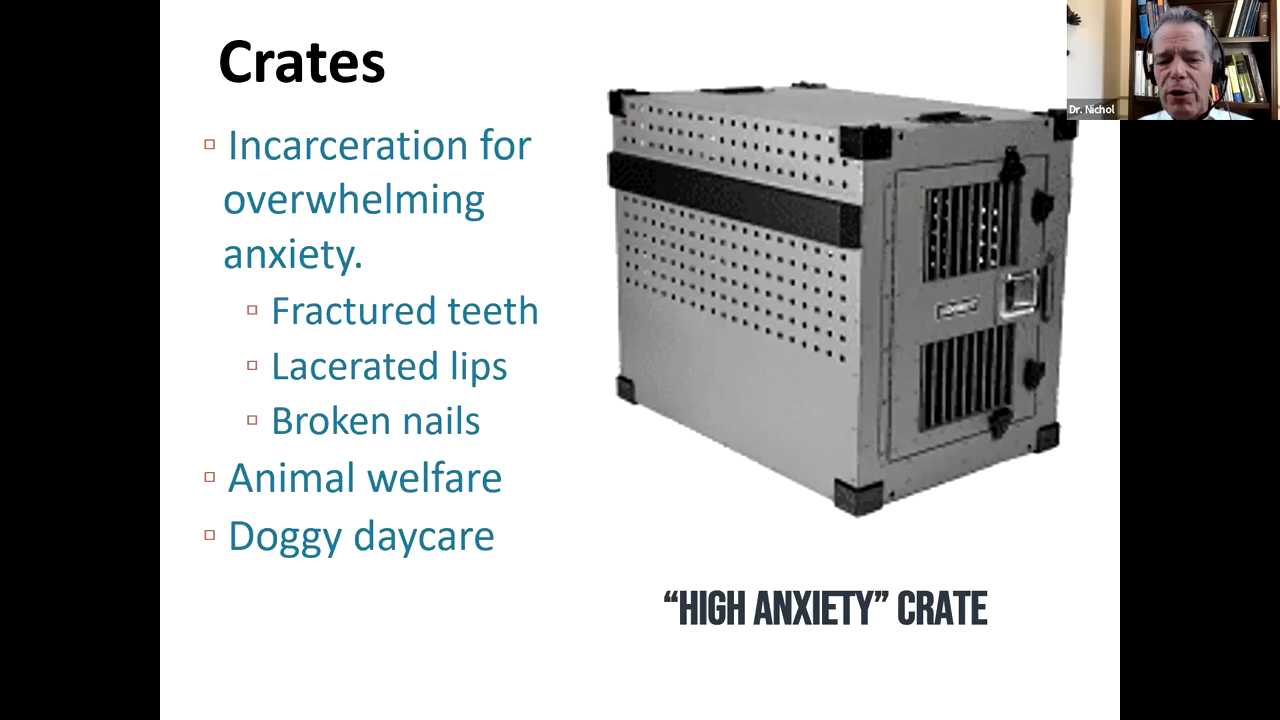 Crates
▫ Incarceration for
overwhelming
anxiety.
▫ Fractured teeth
▫ Lacerated lips
▫ Broken nails
▫ Animal welfare
▫ Doggy daycare
“HIGH ANXIETY” CRATE
Dr. Nichol